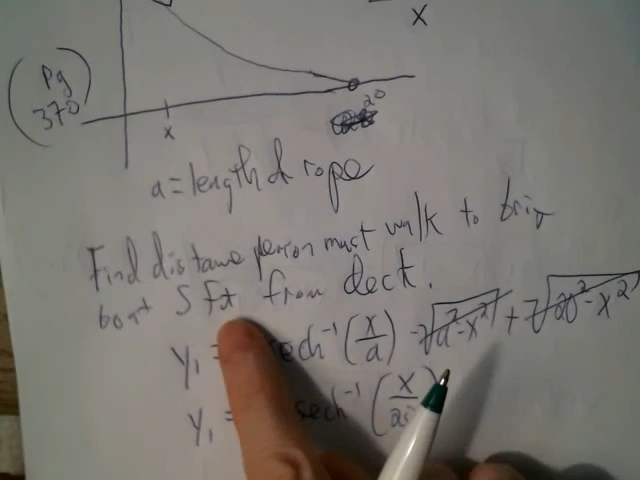 x
(Pg 370)
x
20
a = length of rope
Find distance person must walk to brin
boat 5 ft from dock.
y₁ = sech⁻¹(x/a) - √(a² - x²) + √(20² - x²)
y₁ = sech⁻¹(x/20)